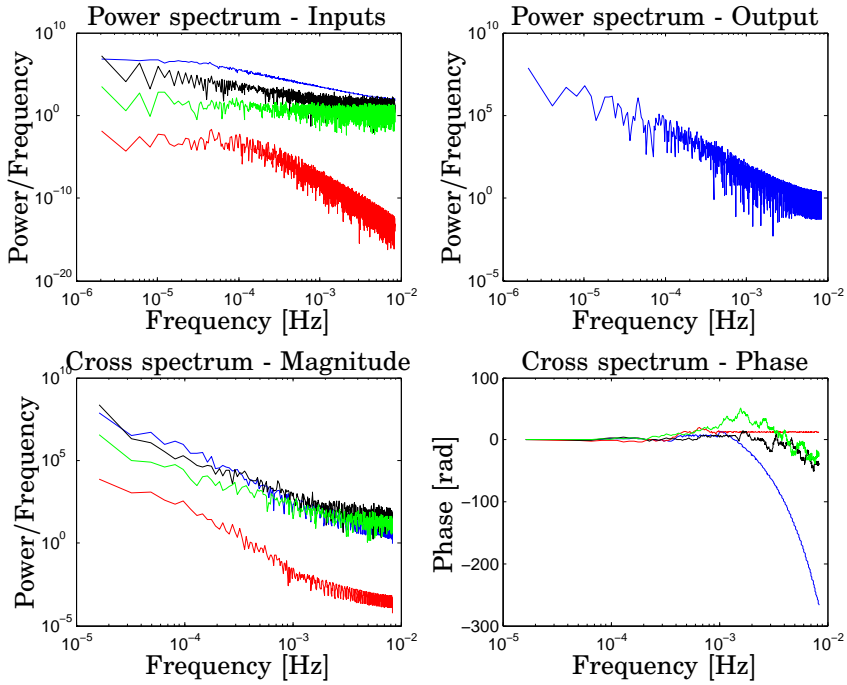 Power spectrum - Inputs
Power/Frequency
10^10
10^0
10^-10
10^-20
10^-6
10^-5
10^-4
10^-3
10^-2
Frequency [Hz]
Power spectrum - Output
Power/Frequency
10^10
10^5
10^0
10^-5
10^-6
10^-5
10^-4
10^-3
10^-2
Frequency [Hz]
Cross spectrum - Magnitude
Power/Frequency
10^10
10^5
10^0
10^-5
10^-5
10^-4
10^-3
10^-2
Frequency [Hz]
Cross spectrum - Phase
Phase [rad]
100
0
−100
−200
−300
10^-5
10^-4
10^-3
10^-2
Frequency [Hz]